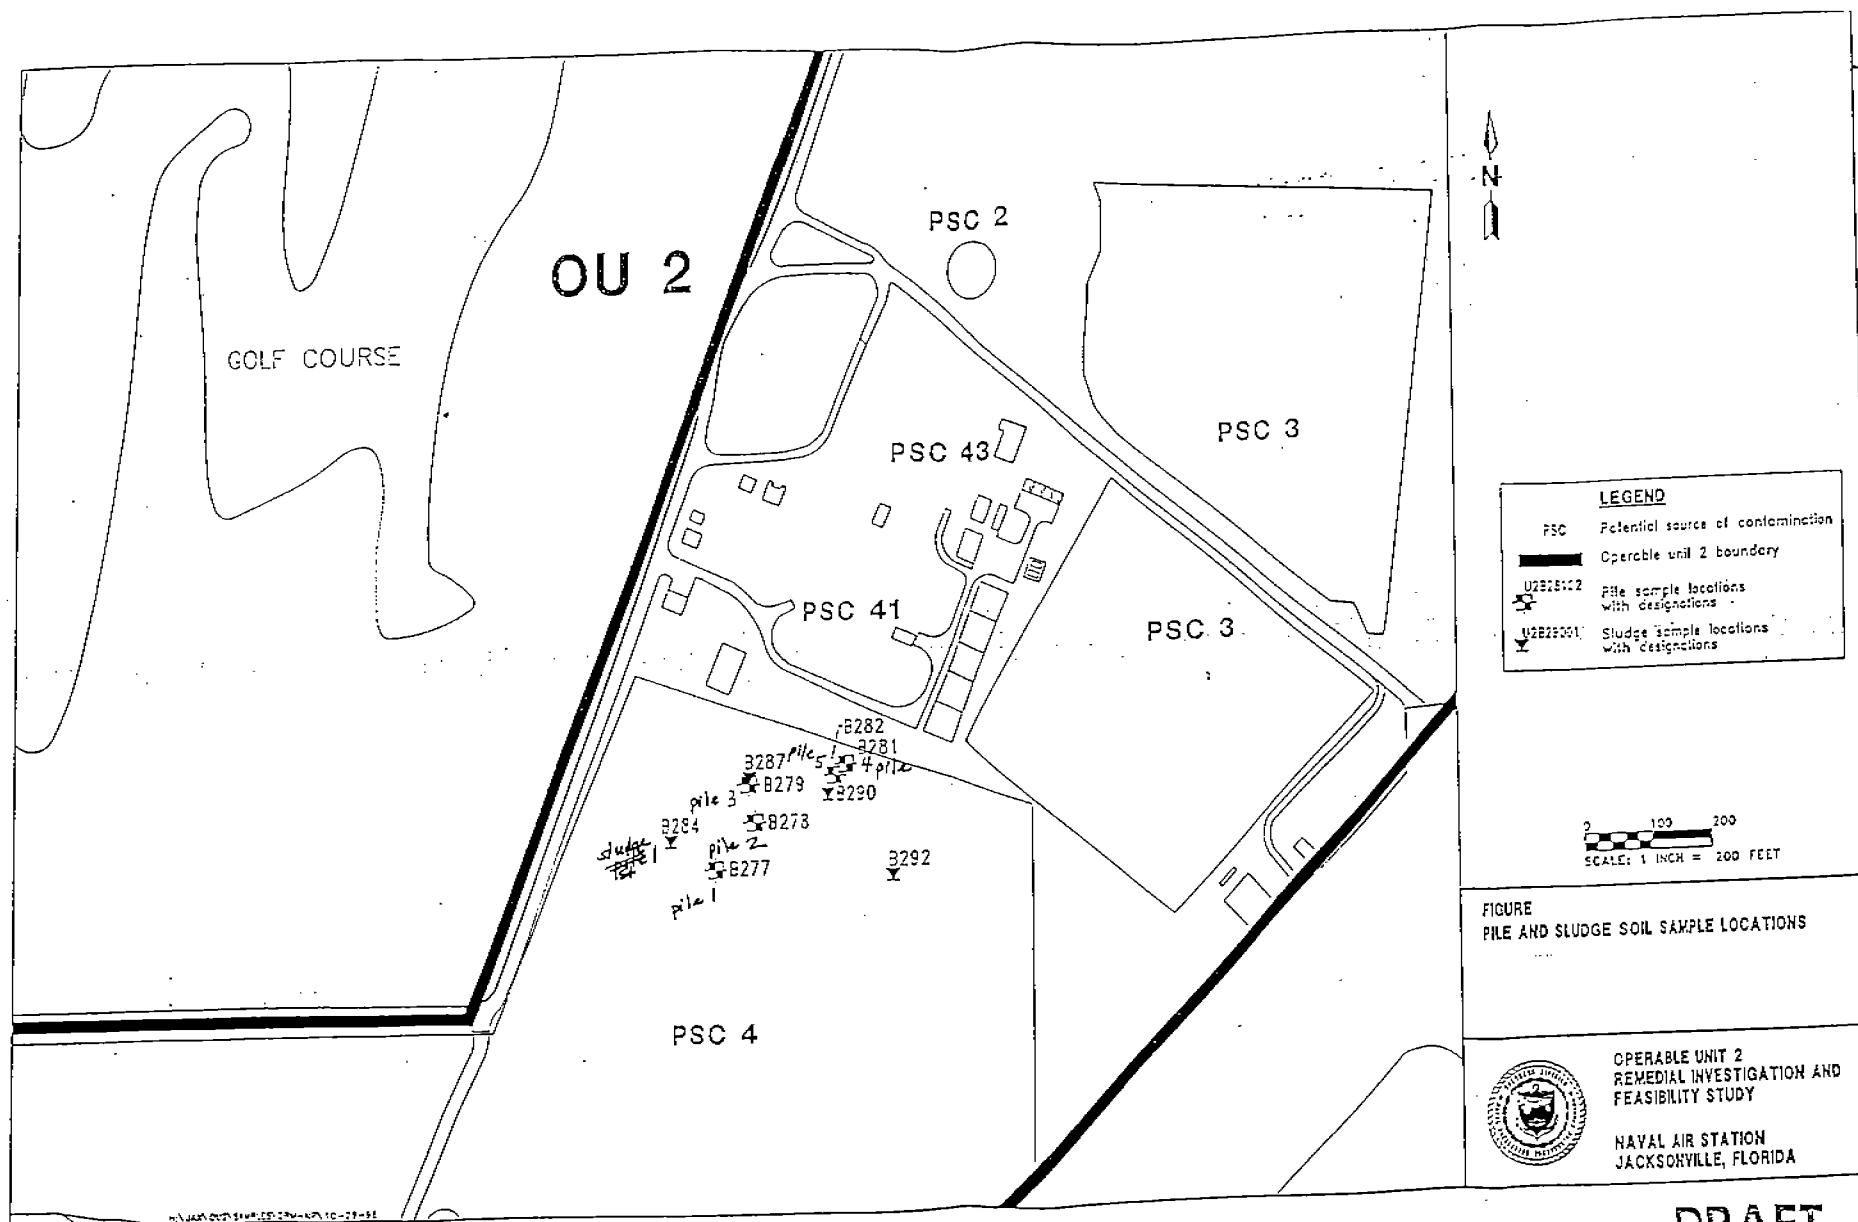 PSC 2
N
OU 2
GOLF COURSE
PSC 43
PSC 3
LEGEND
PSC Potential source of contamination
Operable unit 2 boundary
Pile sample locations
with designations
Sludge sample locations
with designations
PSC 41
PSC 3
B282
B281
B287
pile 5
4 pile
B279
B290
pile 3
B284
B278
sludge
1
pile 2
B277
B292
pile 1
0 100 200
SCALE: 1 INCH = 200 FEET
FIGURE
PILE AND SLUDGE SOIL SAMPLE LOCATIONS
PSC 4
OPERABLE UNIT 2
REMEDIAL INVESTIGATION AND
FEASIBILITY STUDY
NAVAL AIR STATION
JACKSONVILLE, FLORIDA
DRAFT